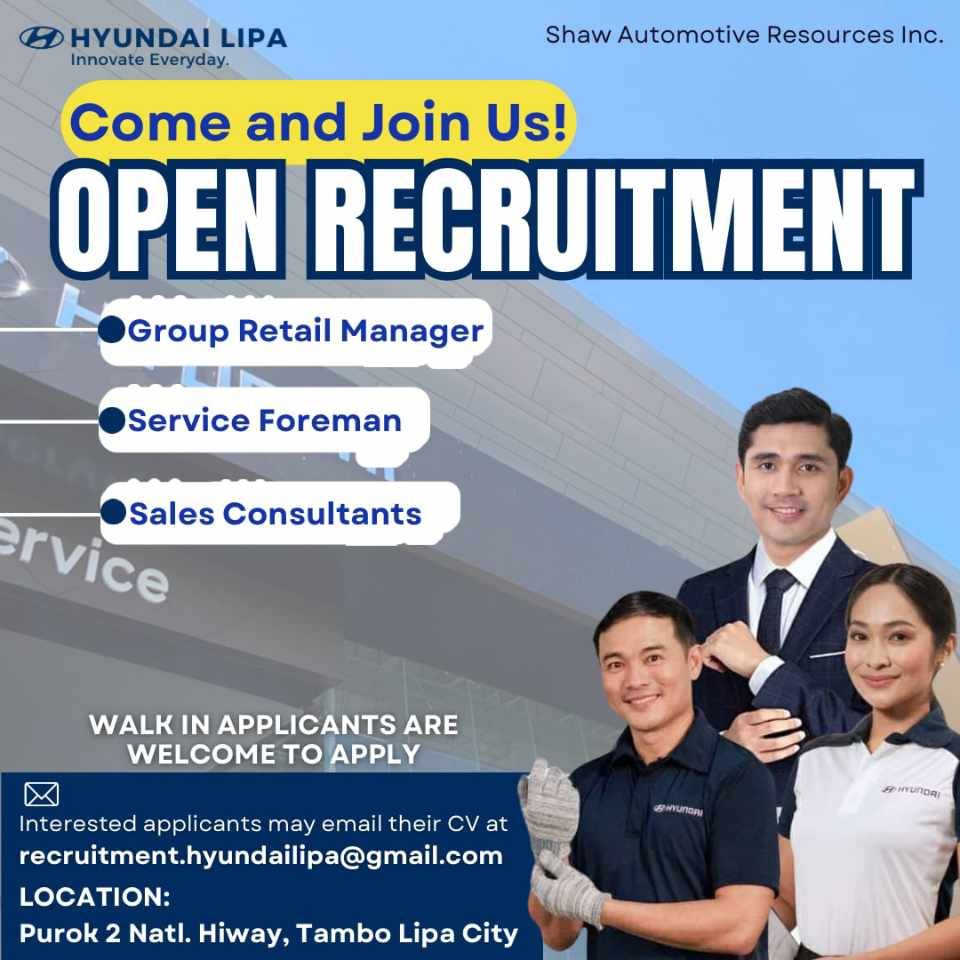 HYUNDAI LIPA
Innovate Everyday.
Shaw Automotive Resources Inc.
Come and Join Us!
OPEN RECRUITMENT
Group Retail Manager
Service Foreman
Sales Consultants
ervice
WALK IN APPLICANTS ARE
WELCOME TO APPLY
Interested applicants may email their CV at
recruitment.hyundailipa@gmail.com
LOCATION:
Purok 2 Natl. Hiway, Tambo Lipa City
HYUNDAI
HYUNDAI